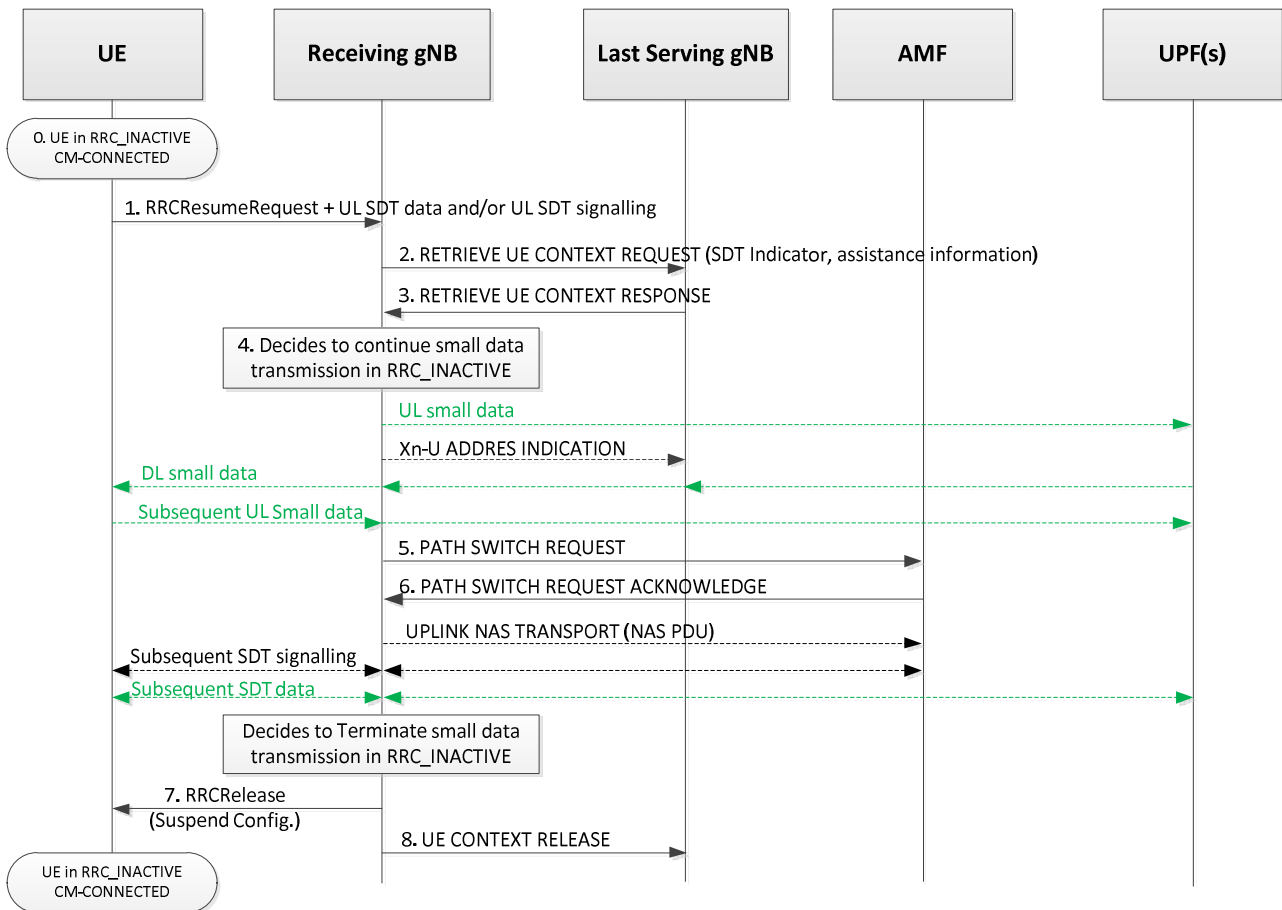 UE
Receiving gNB
Last Serving gNB
AMF
UPF(s)
0. UE in RRC_INACTIVE
CM-CONNECTED
1. RRCResumeRequest + UL SDT data and/or UL SDT signalling
2. RETRIEVE UE CONTEXT REQUEST (SDT Indicator, assistance information)
3. RETRIEVE UE CONTEXT RESPONSE
4. Decides to continue small data
transmission in RRC_INACTIVE
UL small data
Xn-U ADDRES INDICATION
DL small data
Subsequent UL Small data
5. PATH SWITCH REQUEST
6. PATH SWITCH REQUEST ACKNOWLEDGE
UPLINK NAS TRANSPORT (NAS PDU)
Subsequent SDT signalling
Subsequent SDT data
Decides to Terminate small data
transmission in RRC_INACTIVE
7. RRCRelease
(Suspend Config.)
8. UE CONTEXT RELEASE
UE in RRC_INACTIVE
CM-CONNECTED